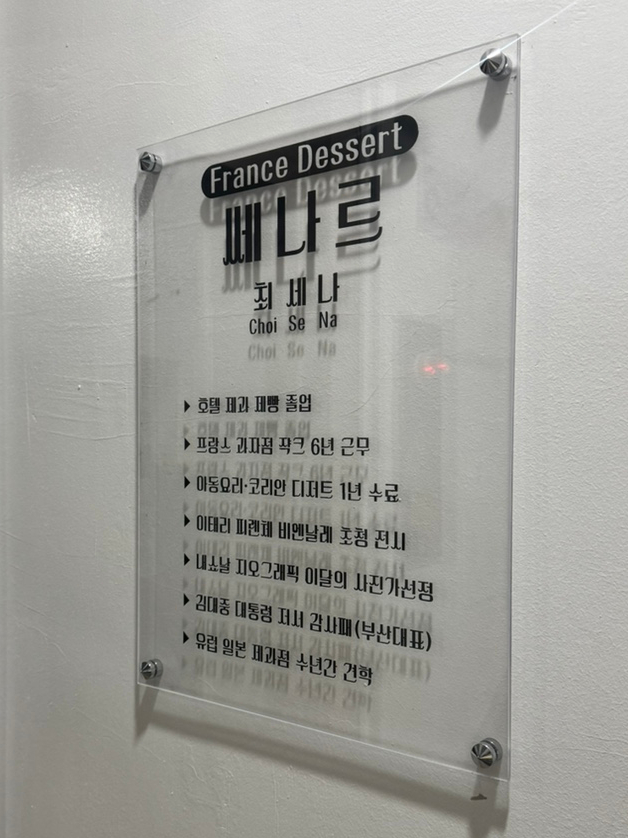 France Dessert
쎄나르
최 세 나
Choi Se Na
▶ 호텔 제과 제빵 졸업
▶ 프랑스 과자점 쟉크 6년 근무
▶ 아동요리·코리안 디저트 1년 수료
▶ 이태리 피렌체 비엔날레 초청 전시
▶ 내쇼날 지오그래픽 이달의 사진가선정
▶ 김대중 대통령 저서 감사패(부산대표)
▶ 유럽 일본 제과점 수년간 견학